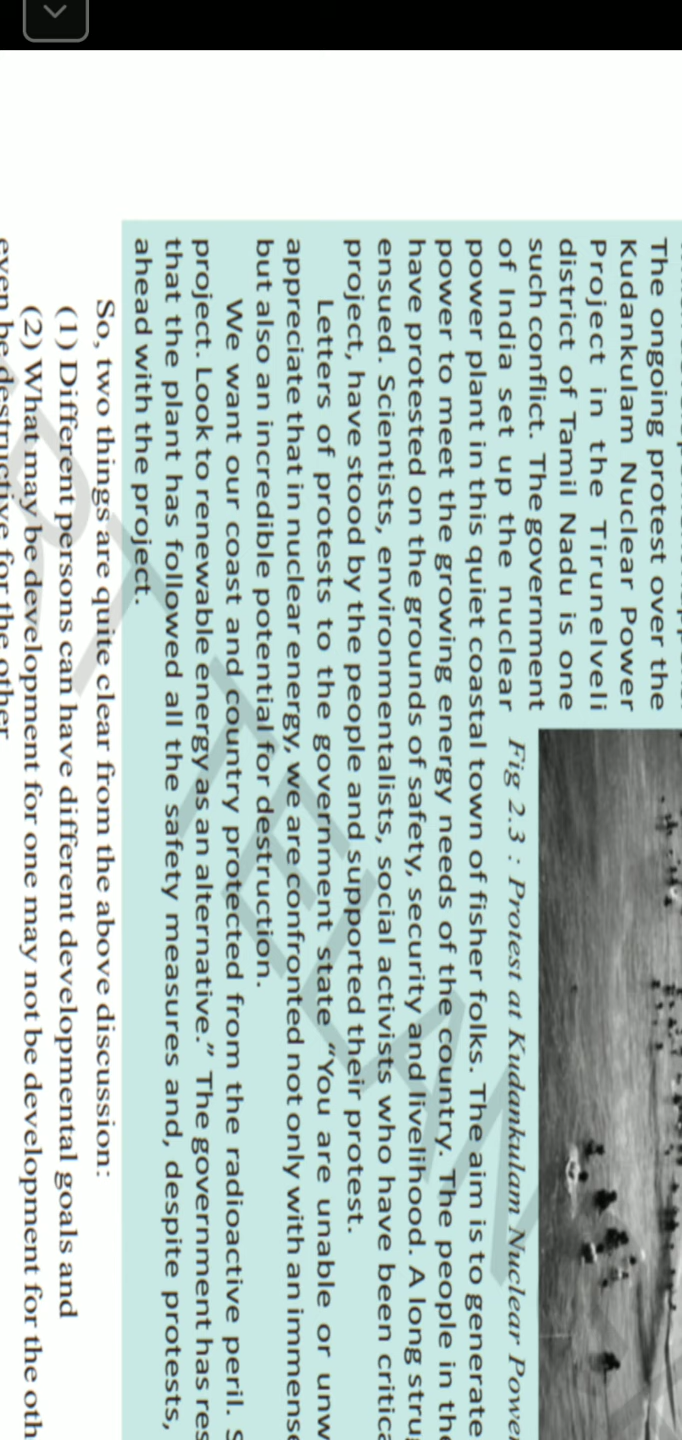 The ongoing protest over the
Kudankulam Nuclear Power
Project in the Tirunelveli
district of Tamil Nadu is one
such conflict. The government
of India set up the nuclear
Fig 2.3 : Protest at Kudankulam Nuclear Power
power plant in this quiet coastal town of fisher folks. The aim is to generate
power to meet the growing energy needs of the country. The people in the
have protested on the grounds of safety, security and livelihood. A long stru
ensued. Scientists, environmentalists, social activists who have been critica
project, have stood by the people and supported their protest.
Letters of protests to the government state "You are unable or unw
appreciate that in nuclear energy, we are confronted not only with an immense
but also an incredible potential for destruction.
We want our coast and country protected from the radioactive peril. S
project. Look to renewable energy as an alternative." The government has res
that the plant has followed all the safety measures and, despite protests,
ahead with the project.
So, two things are quite clear from the above discussion:
(1) Different persons can have different developmental goals and
(2) What may be development for one may not be development for the oth
even be destructive for the other